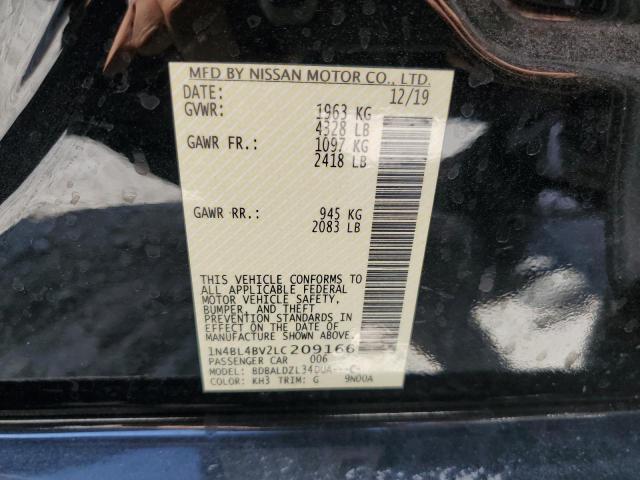 MFD BY NISSAN MOTOR CO., LTD.
DATE: 12/19
GVWR: 1963 KG
4328 LB
GAWR FR.: 1097 KG
2418 LB
GAWR RR.: 945 KG
2083 LB
THIS VEHICLE CONFORMS TO
ALL APPLICABLE FEDERAL
MOTOR VEHICLE SAFETY,
BUMPER, AND THEFT
PREVENTION STANDARDS IN
EFFECT ON THE DATE OF
MANUFACTURE SHOWN ABOVE.
1N4BL4BV2LC209166
PASSENGER CAR 006
MODEL: BDBALDZL34DUA---C-
COLOR: KH3 TRIM: G 9N00A